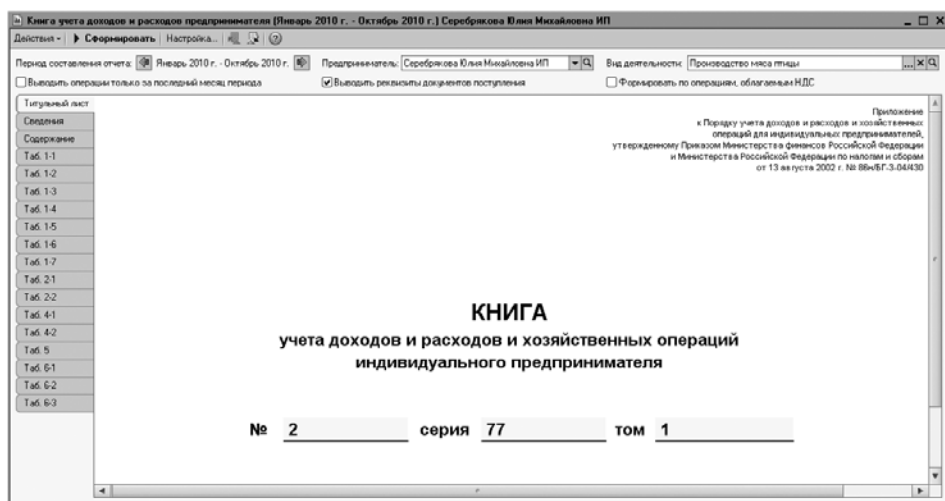 Книга учета доходов и расходов предпринимателя (Январь 2010 г. - Октябрь 2010 г.) Серебрякова Юлия Михайловна ИП
Действия Сформировать Настройка...
Период составления отчета: Январь 2010 г. - Октябрь 2010 г. Предприниматель: Серебрякова Юлия Михайловна ИП Вид деятельности: Производство мяса птицы
Выводить операции только за последний месяц периода Выводить реквизиты документов поступления Формировать по операциям, облагаемым НДС
Титульный лист
Сведения
Содержание
Таб. 1-1
Таб. 1-2
Таб. 1-3
Таб. 1-4
Таб. 1-5
Таб. 1-6
Таб. 1-7
Таб. 2-1
Таб. 2-2
Таб. 4-1
Таб. 4-2
Таб. 5
Таб. 6-1
Таб. 6-2
Таб. 6-3
Приложение
к Порядку учета доходов и расходов и хозяйственных
операций для индивидуальных предпринимателей,
утвержденному Приказом Министерства финансов Российской Федерации
и Министерства Российской Федерации по налогам и сборам
от 13 августа 2002 г. № 86н/БГ-3-04/430
КНИГА
учета доходов и расходов и хозяйственных операций
индивидуального предпринимателя
№ 2 серия 77 том 1